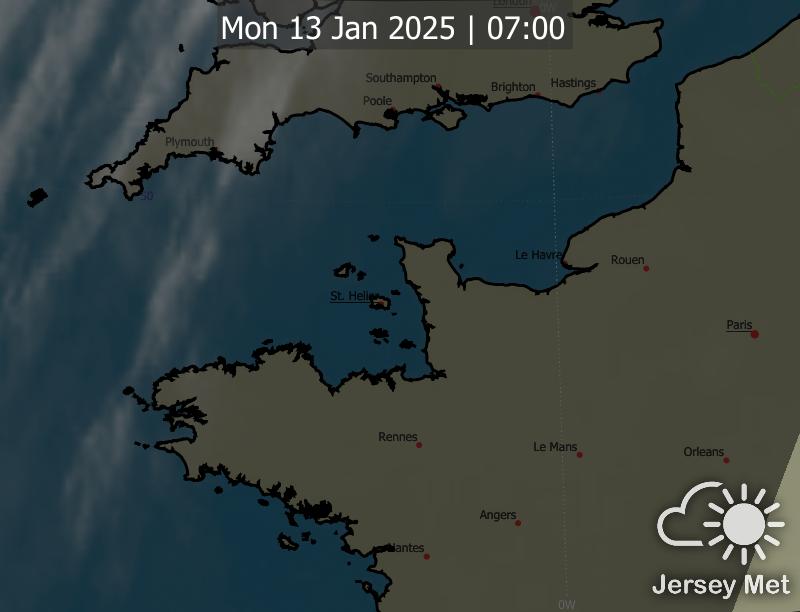 London
0W
Mon 13 Jan 2025 | 07:00
Southampton
Brighton
Hastings
Poole
Plymouth
50
Le Havre
Rouen
St. Helier
Paris
Rennes
Le Mans
Orleans
Angers
Nantes
0W
Jersey Met